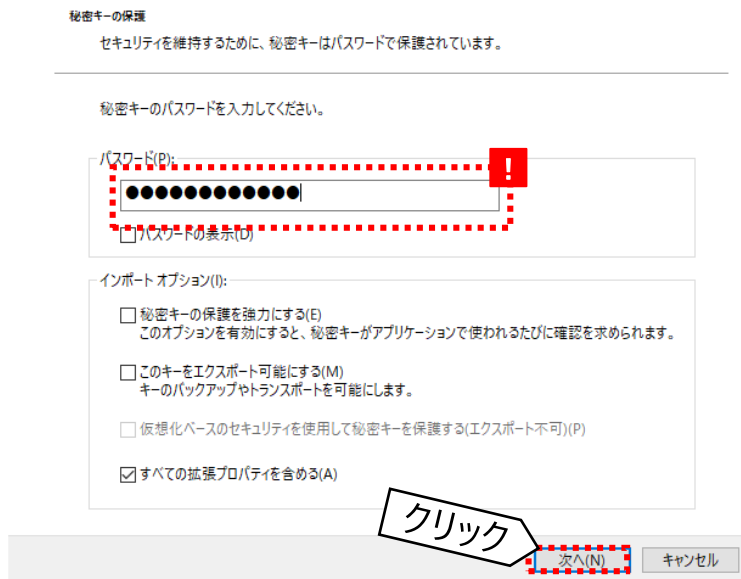 秘密キーの保護
セキュリティを維持するために、秘密キーはパスワードで保護されています。
秘密キーのパスワードを入力してください。
パスワード(P):
!
●●●●●●●●●●●●
パスワードの表示(D)
インポート オプション(I):
秘密キーの保護を強力にする(E)
このオプションを有効にすると、秘密キーがアプリケーションで使われるたびに確認を求められます。
このキーをエクスポート可能にする(M)
キーのバックアップやトランスポートを可能にします。
仮想化ベースのセキュリティを使用して秘密キーを保護する(エクスポート不可)(P)
すべての拡張プロパティを含める(A)
クリック
次へ(N)
キャンセル